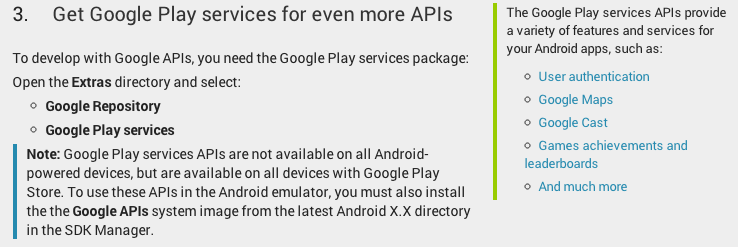 3. Get Google Play services for even more APIs
To develop with Google APIs, you need the Google Play services package:
Open the Extras directory and select:
Google Repository
Google Play services
Note: Google Play services APIs are not available on all Android-
powered devices, but are available on all devices with Google Play
Store. To use these APIs in the Android emulator, you must also install
the the Google APIs system image from the latest Android X.X directory
in the SDK Manager.
The Google Play services APIs provide
a variety of features and services for
your Android apps, such as:
User authentication
Google Maps
Google Cast
Games achievements and
leaderboards
And much more